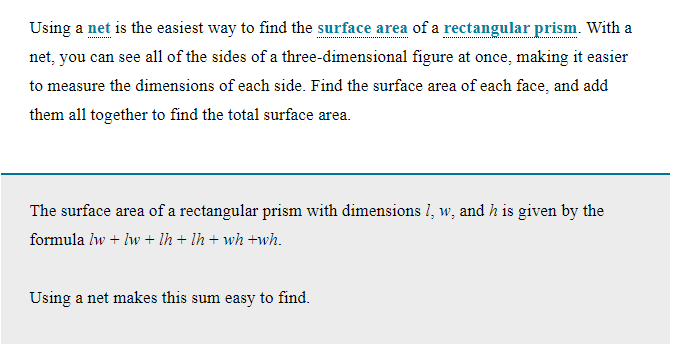 Using a net is the easiest way to find the surface area of a rectangular prism. With a
net, you can see all of the sides of a three-dimensional figure at once, making it easier
to measure the dimensions of each side. Find the surface area of each face, and add
them all together to find the total surface area.
The surface area of a rectangular prism with dimensions l, w, and h is given by the
formula lw + lw + lh + lh + wh +wh.
Using a net makes this sum easy to find.